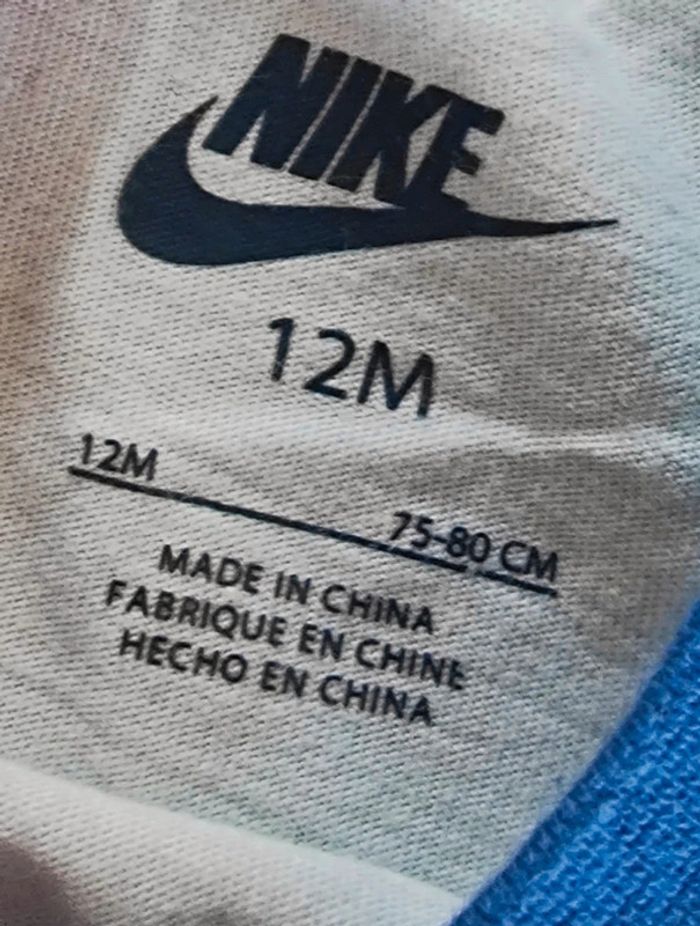 NIKE
12M
12M
75-80 CM
MADE IN CHINA
FABRIQUE EN CHINE
HECHO EN CHINA